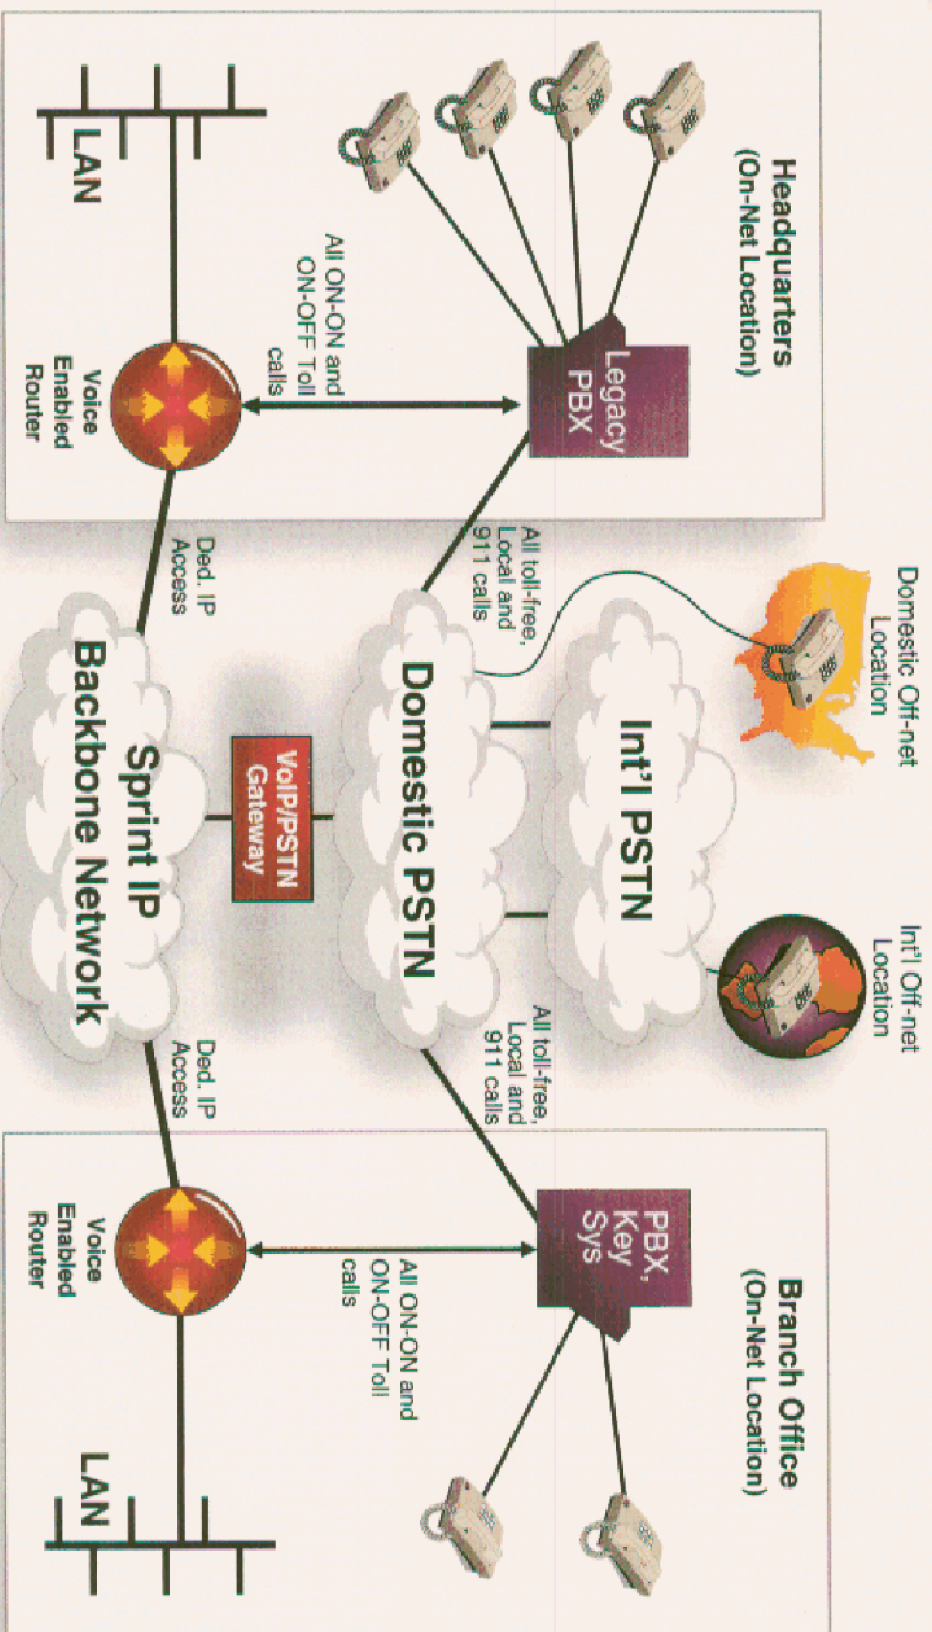 Headquarters
(On-Net Location)
Legacy
PBX
All ON-ON and
ON-OFF Toll
calls
Voice
Enabled
Router
LAN
Domestic Off-net
Location
Int'l Off-net
Location
Int'l PSTN
All toll-free,
Local and
911 calls
Domestic PSTN
All toll-free,
Local and
911 calls
VoIP/PSTN
Gateway
Ded. IP
Access
Sprint IP
Backbone Network
Ded. IP
Access
Branch Office
(On-Net Location)
PBX,
Key
Sys
All ON-ON and
ON-OFF Toll
calls
Voice
Enabled
Router
LAN